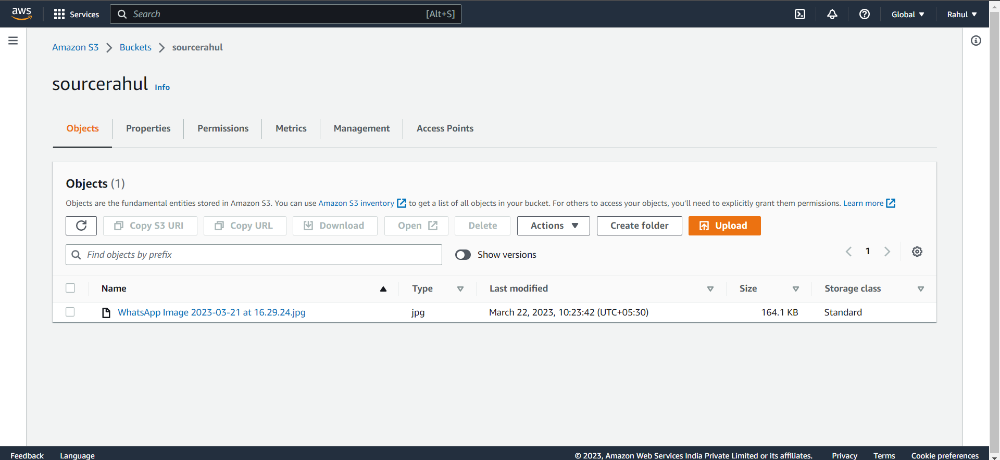 aws Services Search [Alt+S] Global Rahul
Amazon S3 Buckets sourcerahul
sourcerahul Info
Objects Properties Permissions Metrics Management Access Points
Objects (1)
Objects are the fundamental entities stored in Amazon S3. You can use Amazon S3 inventory to get a list of all objects in your bucket. For others to access your objects, you’ll need to explicitly grant them permissions. Learn more
Copy S3 URI Copy URL Download Open Delete Actions Create folder Upload
Find objects by prefix Show versions 1
Name Type Last modified Size Storage class
WhatsApp Image 2023-03-21 at 16.29.24.jpg jpg March 22, 2023, 10:23:42 (UTC+05:30) 164.1 KB Standard
Feedback Language © 2023, Amazon Web Services India Private Limited or its affiliates. Privacy Terms Cookie preferences